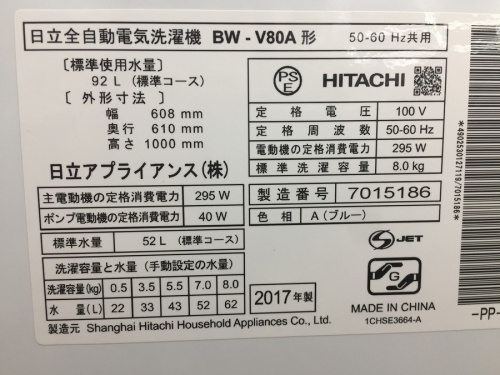 日立全自動電気洗濯機 BW-V80A 形 50-60 Hz共用
[標準使用水量]
92 L (標準コース)
[外形寸法]
幅 608 mm
奥行 610 mm
高さ 1000 mm
日立アプライアンス(株)
主電動機の定格消費電力 295 W
ポンプ電動機の定格消費電力 40 W
標準水量 52 L (標準コース)
洗濯容量と水量 (手動設定の水量)
洗濯容量(kg) 0.5 3.5 5.5 7.0 8.0
水量(L) 22 33 45 52 62
製造元 Shanghai Hitachi Household Appliances Co., Ltd.
PS E HITACHI
定格電圧 100 V
定格周波数 50-60 Hz
電動機の定格消費電力 295 W
標準洗濯容量 8.0kg
製造番号 7015186
色相 A (ブルー)
S JET
G
2017 年製
MADE IN CHINA
1CHSE3664-A
*4902530127119/7015186*
-PP-